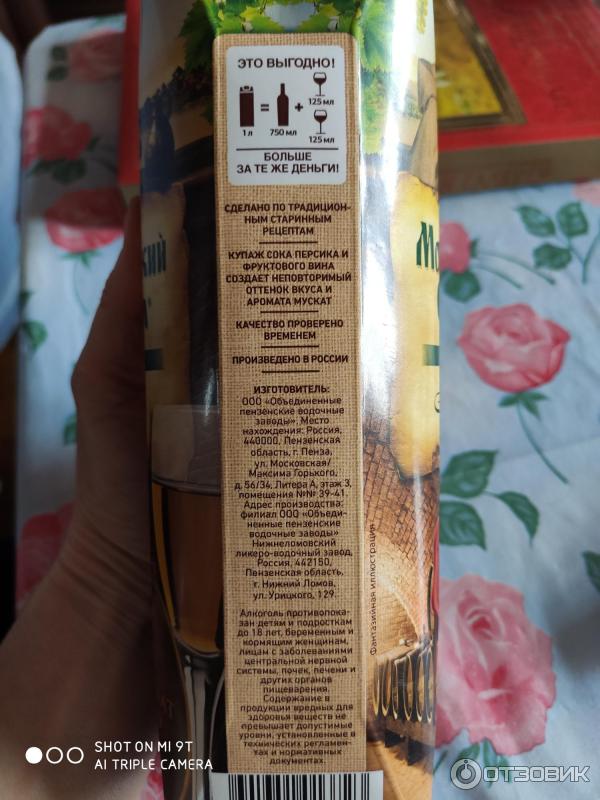 ЭТО ВЫГОДНО!
125 мл
1 л
750 мл
125 мл
БОЛЬШЕ
ЗА ТЕ ЖЕ ДЕНЬГИ!
СДЕЛАНО ПО ТРАДИЦИОН-
НЫМ СТАРИННЫМ
РЕЦЕПТАМ
КУПАЖ СОКА ПЕРСИКА И
ФРУКТОВОГО ВИНА
СОЗДАЕТ НЕПОВТОРИМЫЙ
ОТТЕНОК ВКУСА И
АРОМАТА МУСКАТ
КАЧЕСТВО ПРОВЕРЕНО
ВРЕМЕНЕМ
ПРОИЗВЕДЕНО В РОССИИ
ИЗГОТОВИТЕЛЬ:
ООО «Объединенные
пензенские водочные
заводы», Место
нахождения: Россия,
440000, Пензенская
область, г. Пенза,
ул. Московская/
Максима Горького,
д. 56/34, Литера А, этаж 3,
помещения №№ 39-41.
Адрес производства:
филиал ООО «Объеди-
ненные пензенские
водочные заводы»
Нижнеломовский
ликеро-водочный завод,
Россия, 442150,
Пензенская область,
г. Нижний Ломов,
ул. Урицкого, 129.
Алкоголь противопока-
зан детям и подросткам
до 18 лет, беременным и
кормящим женщинам,
лицам с заболеваниями
центральной нервной
системы, почек, печени и
других органов
пищеварения.
Содержание в
продукции вредных для
здоровья веществ не
превышает допустимые
уровни, установленные в
технических регламен-
тах и нормативных
документах.
Фантазийная иллюстрация
SHOT ON MI 9T
AI TRIPLE CAMERA
ОТЗОВИК